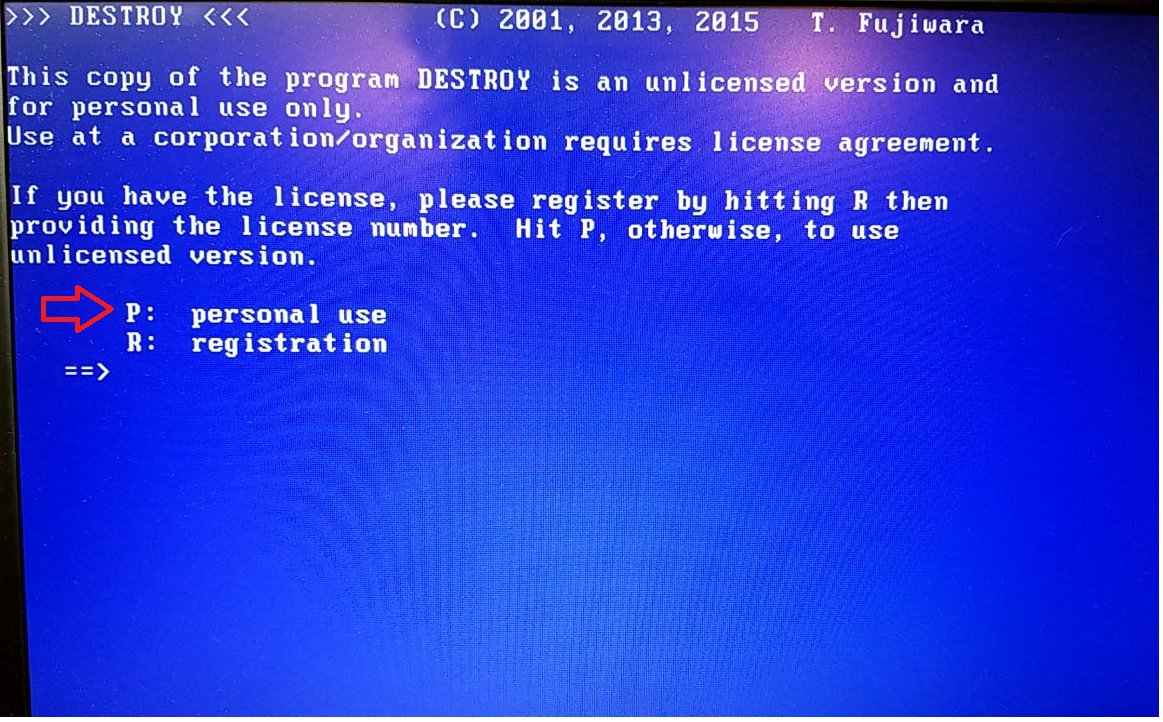 >>> DESTROY <<< (C) 2001, 2013, 2015 T. Fujiwara
This copy of the program DESTROY is an unlicensed version and
for personal use only.
Use at a corporation/organization requires license agreement.
If you have the license, please register by hitting R then
providing the license number. Hit P, otherwise, to use
unlicensed version.
P: personal use
R: registration
==>